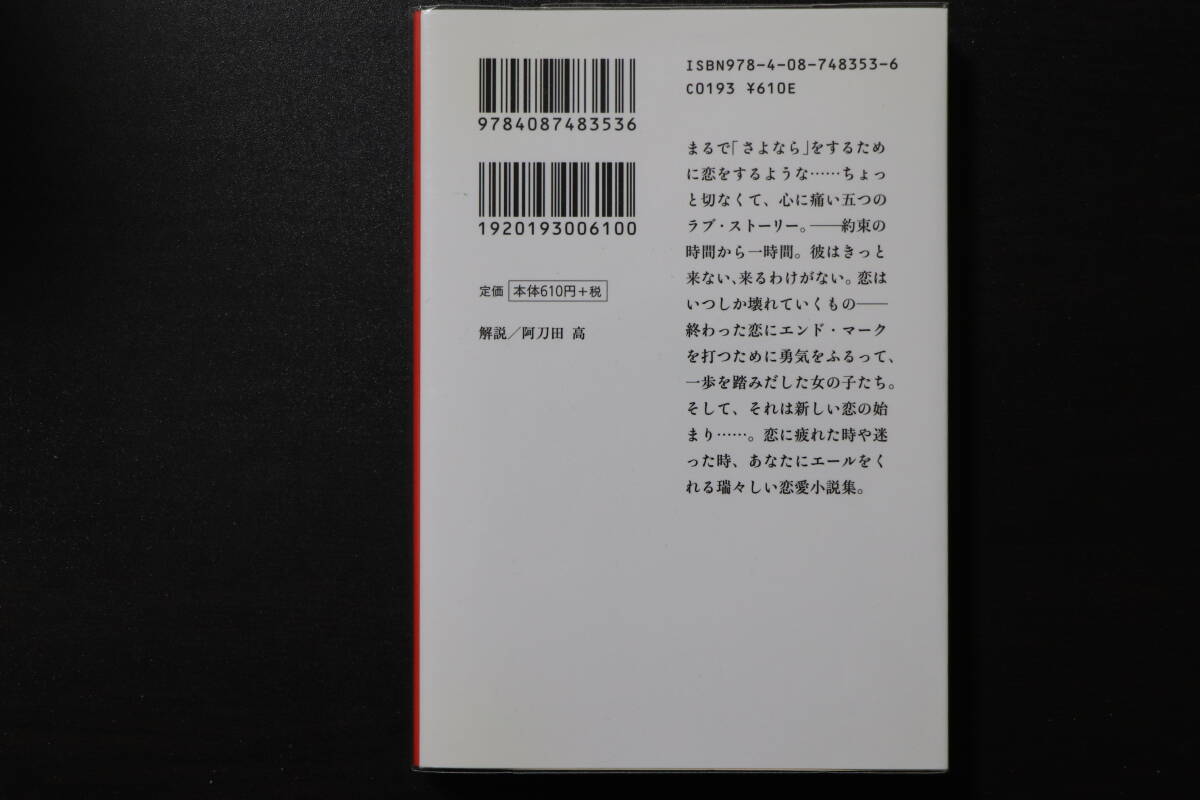 9784087483536
1920193006100
定価 本体610円+税
解説/阿刀田 高
ISBN978-4-08-748353-6
C0193 ¥610E
まるで「さよなら」をするため
に恋をするような……ちょっ
と切なくて、心に痛い五つの
ラブ・ストーリー。――約束の
時間から一時間。彼はきっと
来ない、来るわけがない。恋は
いつしか壊れていくもの――
終わった恋にエンド・マーク
を打つために勇気をふるって、
一歩を踏みだした女の子たち。
そして、それは新しい恋の始
まり……。恋に疲れた時や迷
った時、あなたにエールをく
れる瑞々しい恋愛小説集。